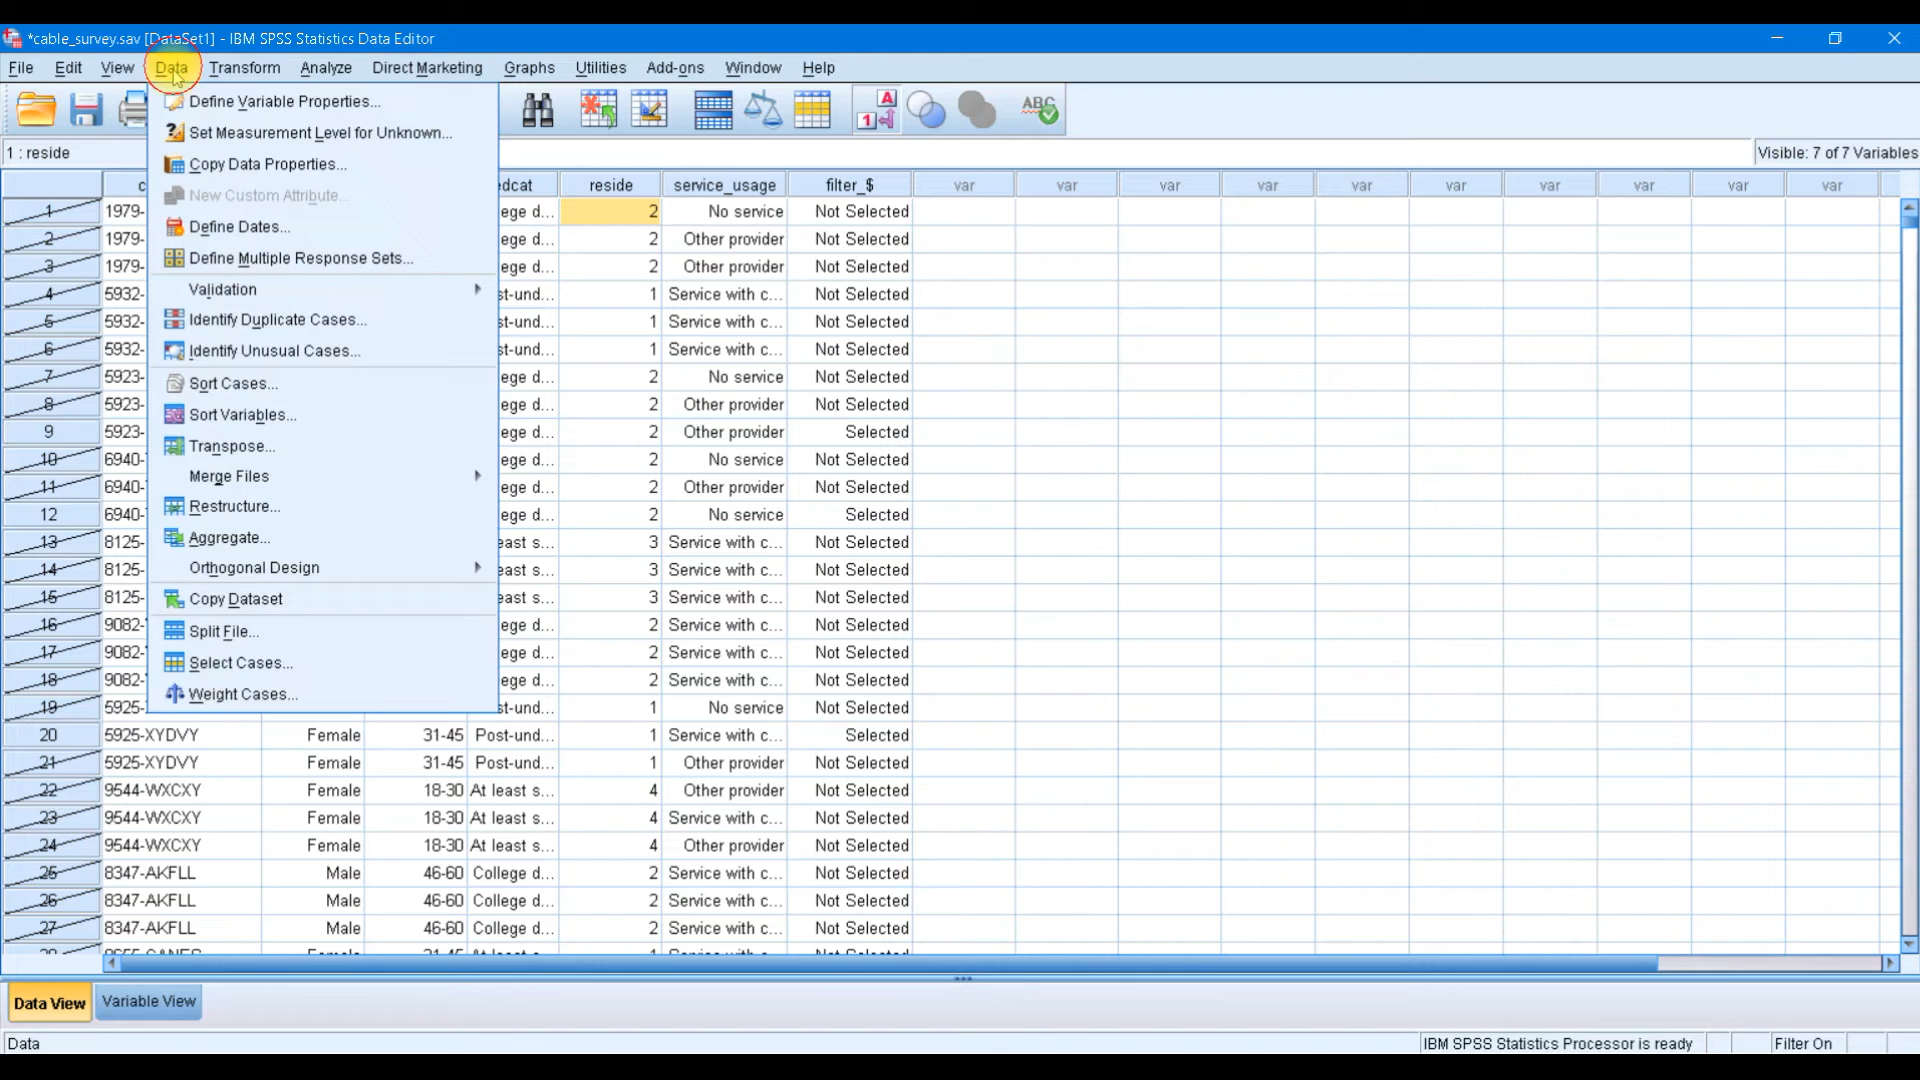 *cable_survey.sav [DataSet1] - IBM SPSS Statistics Data Editor
File Edit View Data Transform Analyze Direct Marketing Graphs Utilities Add-ons Window Help
Define Variable Properties...
Set Measurement Level for Unknown...
Copy Data Properties...
New Custom Attribute...
Define Dates...
Define Multiple Response Sets...
Validation
Identify Duplicate Cases...
Identify Unusual Cases...
Sort Cases...
Sort Variables...
Transpose...
Merge Files
Restructure...
Aggregate...
Orthogonal Design
Copy Dataset
Split File...
Select Cases...
Weight Cases...
A
1
ABC
1 : reside
Visible: 7 of 7 Variables
c edcat reside service_usage filter_$ var var var var var var var var var var
1 1979- ege d... 2 No service Not Selected
2 1979- ege d... 2 Other provider Not Selected
3 1979- ege d... 2 Other provider Not Selected
4 5932- st-und... 1 Service with c... Not Selected
5 5932- st-und... 1 Service with c... Not Selected
6 5932- st-und... 1 Service with c... Not Selected
7 5923- ege d... 2 No service Not Selected
8 5923- ege d... 2 Other provider Not Selected
9 5923- ege d... 2 Other provider Selected
10 6940- ege d... 2 No service Not Selected
11 6940- ege d... 2 Other provider Not Selected
12 6940- ege d... 2 No service Selected
13 8125- east s... 3 Service with c... Not Selected
14 8125- east s... 3 Service with c... Not Selected
15 8125- east s... 3 Service with c... Not Selected
16 9082- ege d... 2 Service with c... Not Selected
17 9082- ege d... 2 Service with c... Not Selected
18 9082- ege d... 2 Service with c... Not Selected
19 5925- st-und... 1 No service Not Selected
20 5925-XYDVY Female 31-45 Post-und... 1 Service with c... Selected
21 5925-XYDVY Female 31-45 Post-und... 1 Other provider Not Selected
22 9544-WXCXY Female 18-30 At least s... 4 Other provider Not Selected
23 9544-WXCXY Female 18-30 At least s... 4 Service with c... Not Selected
24 9544-WXCXY Female 18-30 At least s... 4 Other provider Not Selected
25 8347-AKFLL Male 46-60 College d... 2 Service with c... Not Selected
26 8347-AKFLL Male 46-60 College d... 2 Service with c... Not Selected
27 8347-AKFLL Male 46-60 College d... 2 Service with c... Not Selected
Data View Variable View
Data
IBM SPSS Statistics Processor is ready
Filter On